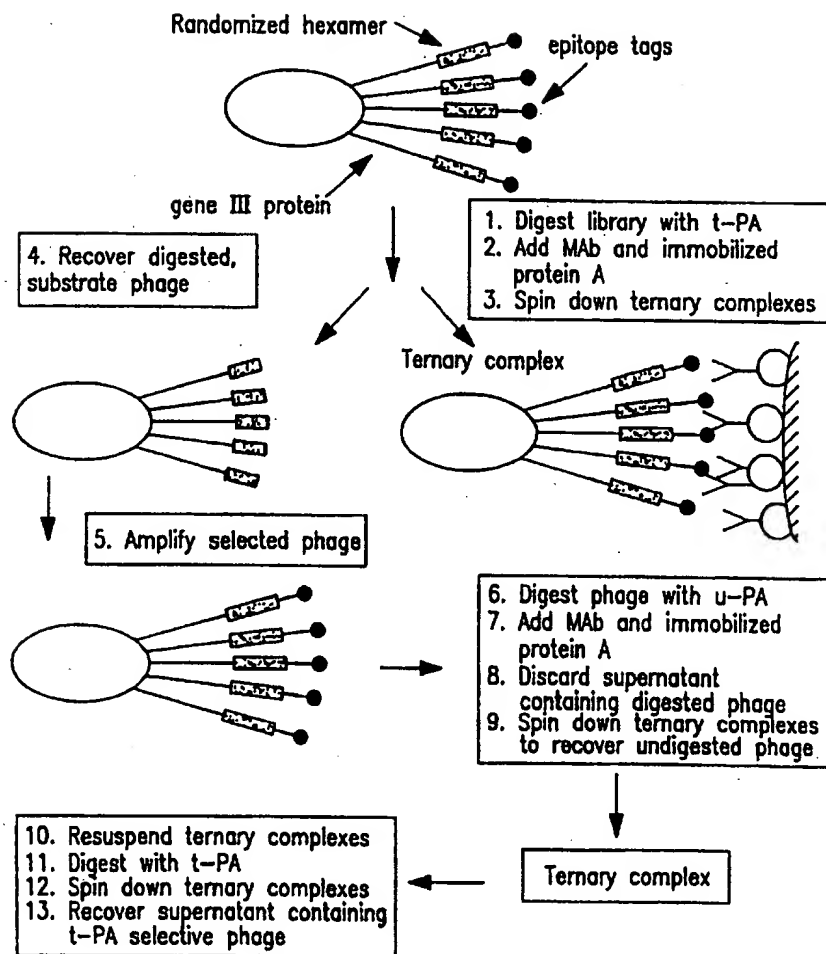 Randomized hexamer
epitope tags
gene III protein
1. Digest library with t-PA
2. Add MAb and immobilized
protein A
3. Spin down ternary complexes
4. Recover digested,
substrate phage
Ternary complex
5. Amplify selected phage
6. Digest phage with u-PA
7. Add MAb and immobilized
protein A
8. Discard supernatant
containing digested phage
9. Spin down ternary complexes
to recover undigested phage
Ternary complex
10. Resuspend ternary complexes
11. Digest with t-PA
12. Spin down ternary complexes
13. Recover supernatant containing
t-PA selective phage